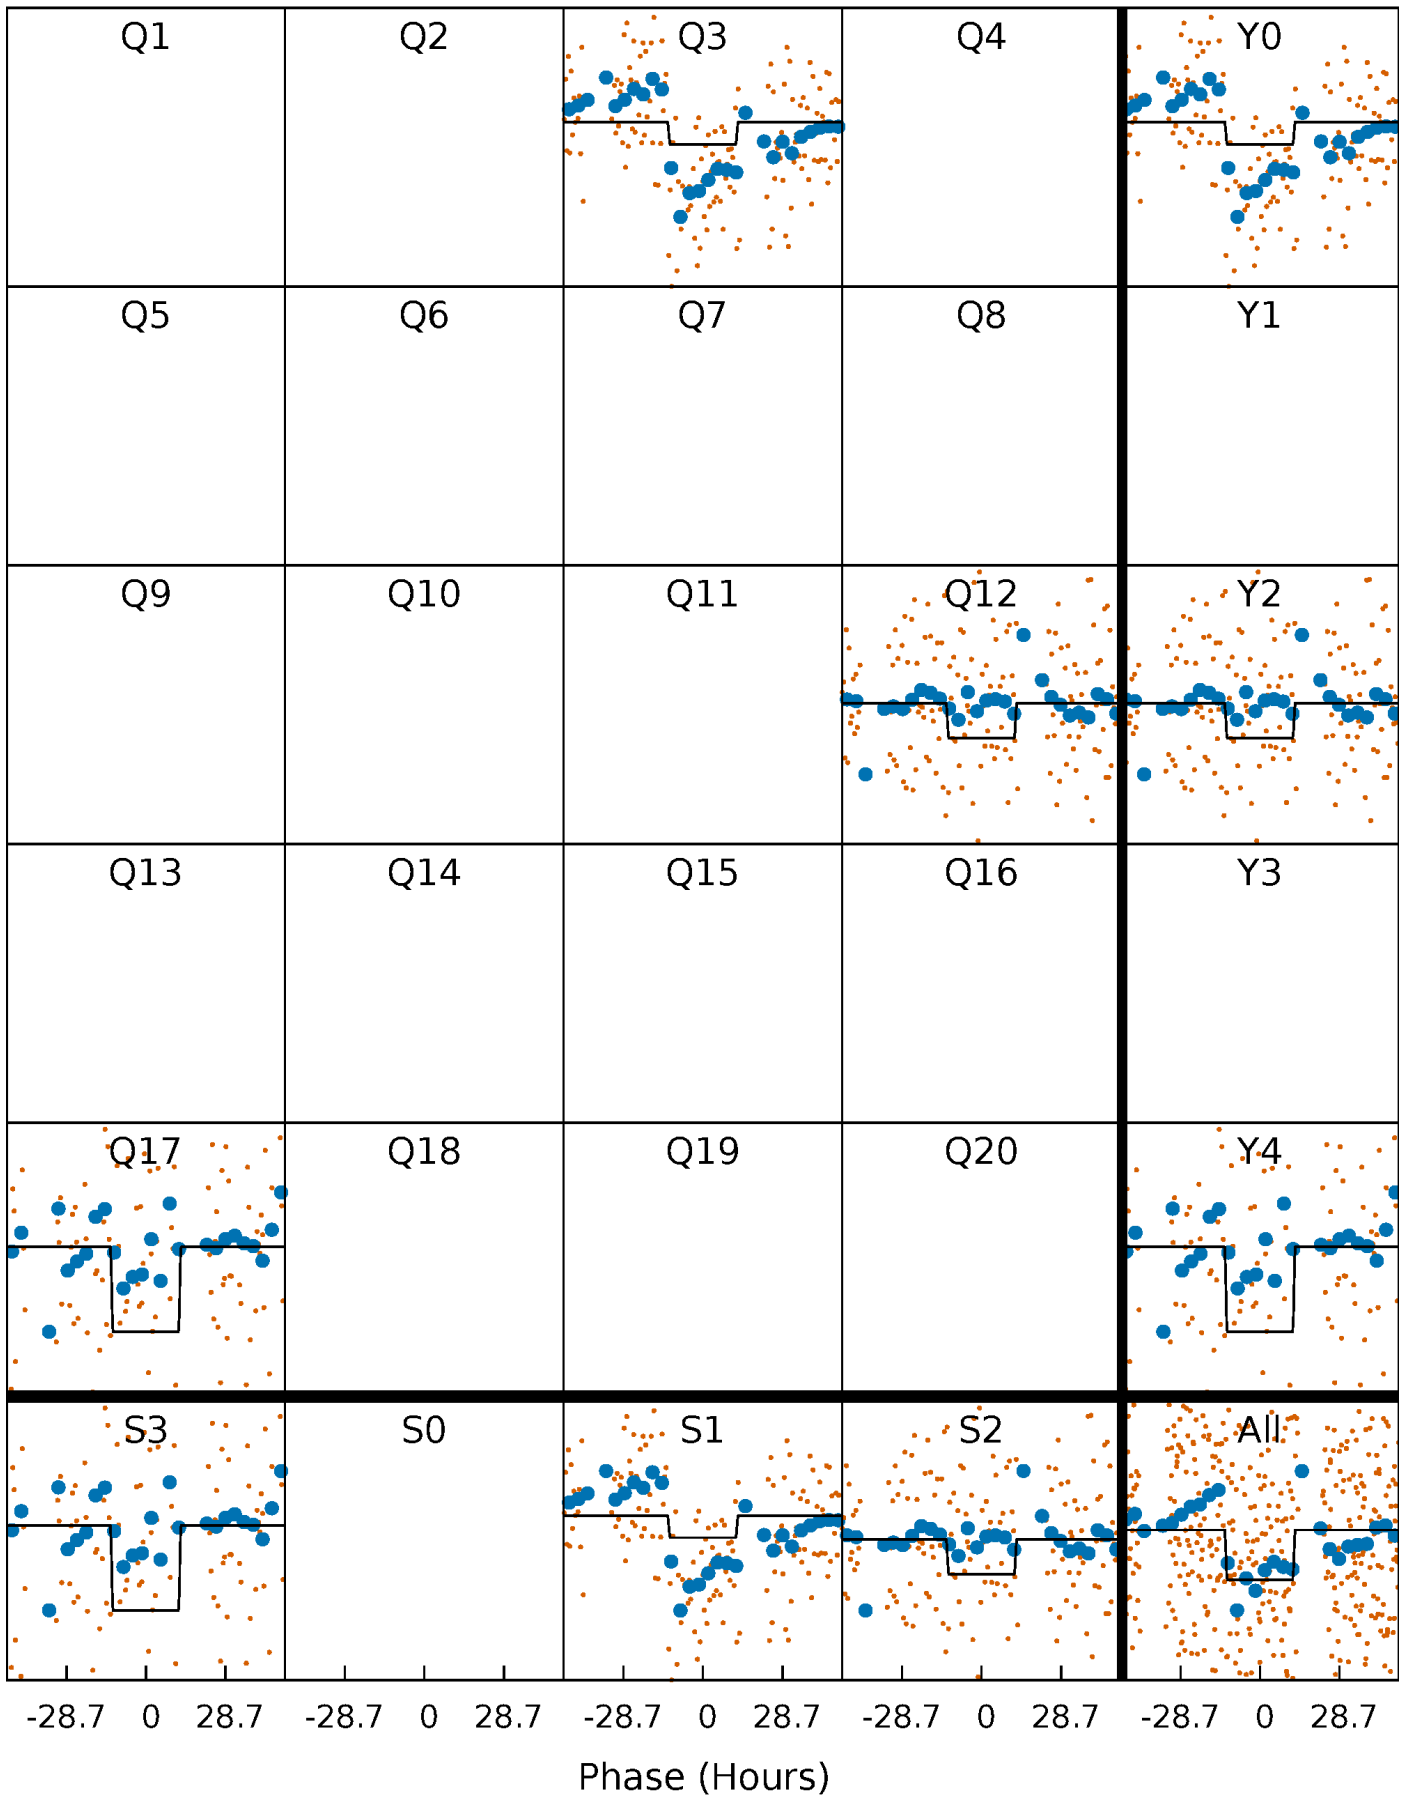 Q1 Q2 Q3 Q4 Y0
Q5 Q6 Q7 Q8 Y1
Q9 Q10 Q11 Q12 Y2
Q13 Q14 Q15 Q16 Y3
Q17 Q18 Q19 Q20 Y4
S3 S0 S1 S2 All
-28.7 0 28.7 -28.7 0 28.7 -28.7 0 28.7 -28.7 0 28.7 -28.7 0 28.7
Phase (Hours)